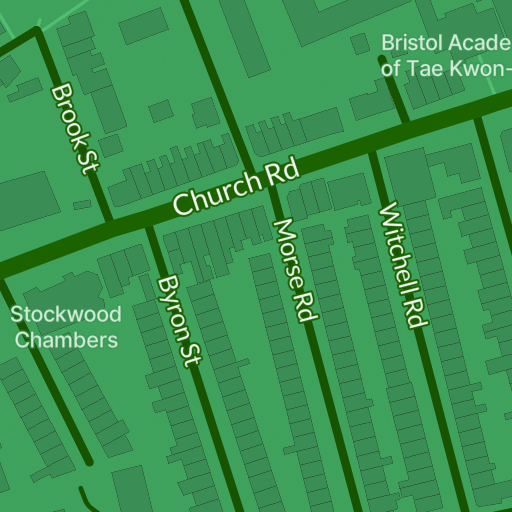 Bristol Acade
of Tae Kwon-
Brook St
Church Rd
Morse Rd
Witchell Rd
Byron St
Stockwood
Chambers